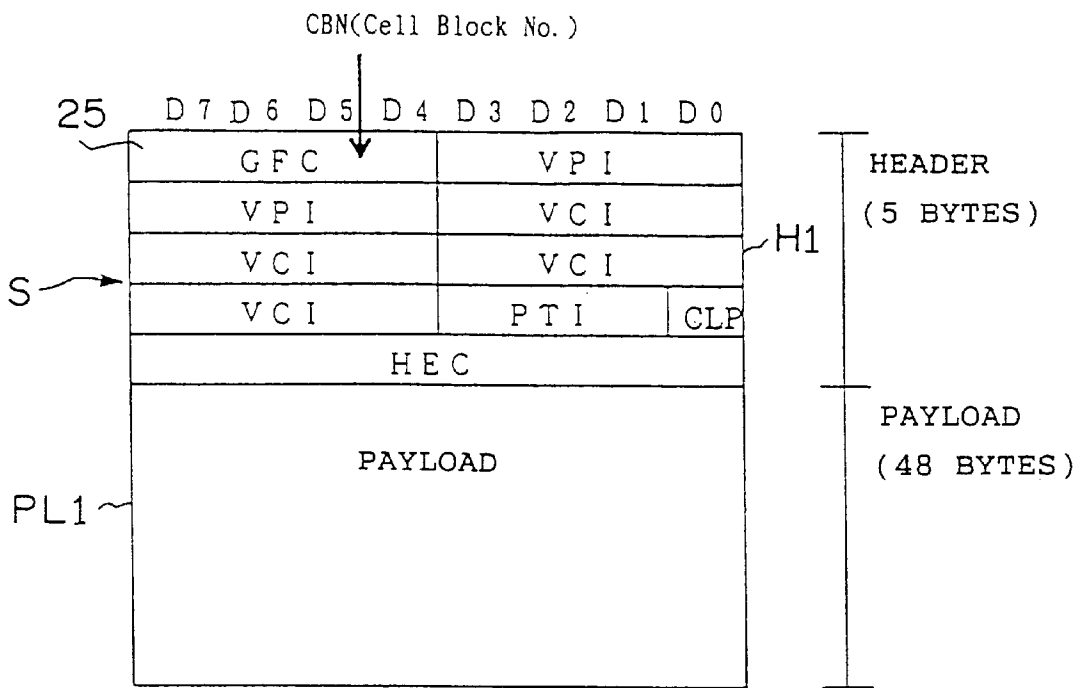 CBN(Cell Block No.)
25 D7 D6 D5 D4 D3 D2 D1 D0
GFC VPI HEADER
VPI VCI (5 BYTES)
VCI VCI H1
S VCI PTI CLP
HEC
PAYLOAD
PAYLOAD (48 BYTES)
PL1